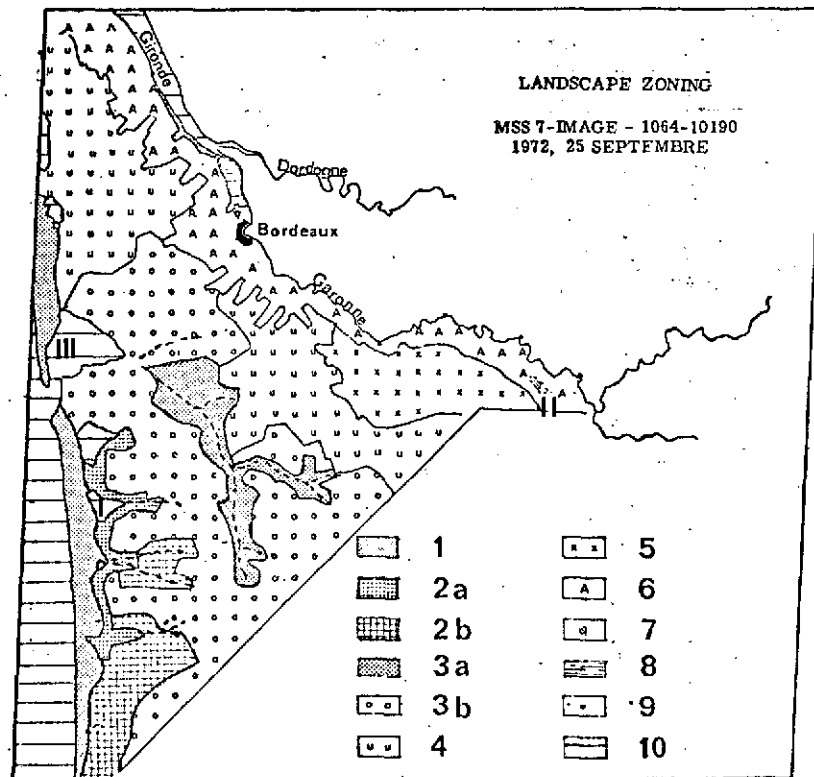 LANDSCAPE ZONING
MSS 7-IMAGE - 1064-10190
1972, 25 SEPTEMBRE
Gironde
Dordogne
Bordeaux
Garonne
III
II
I
1
2a
2b
3a
3b
4
5
6
7
8
9
10